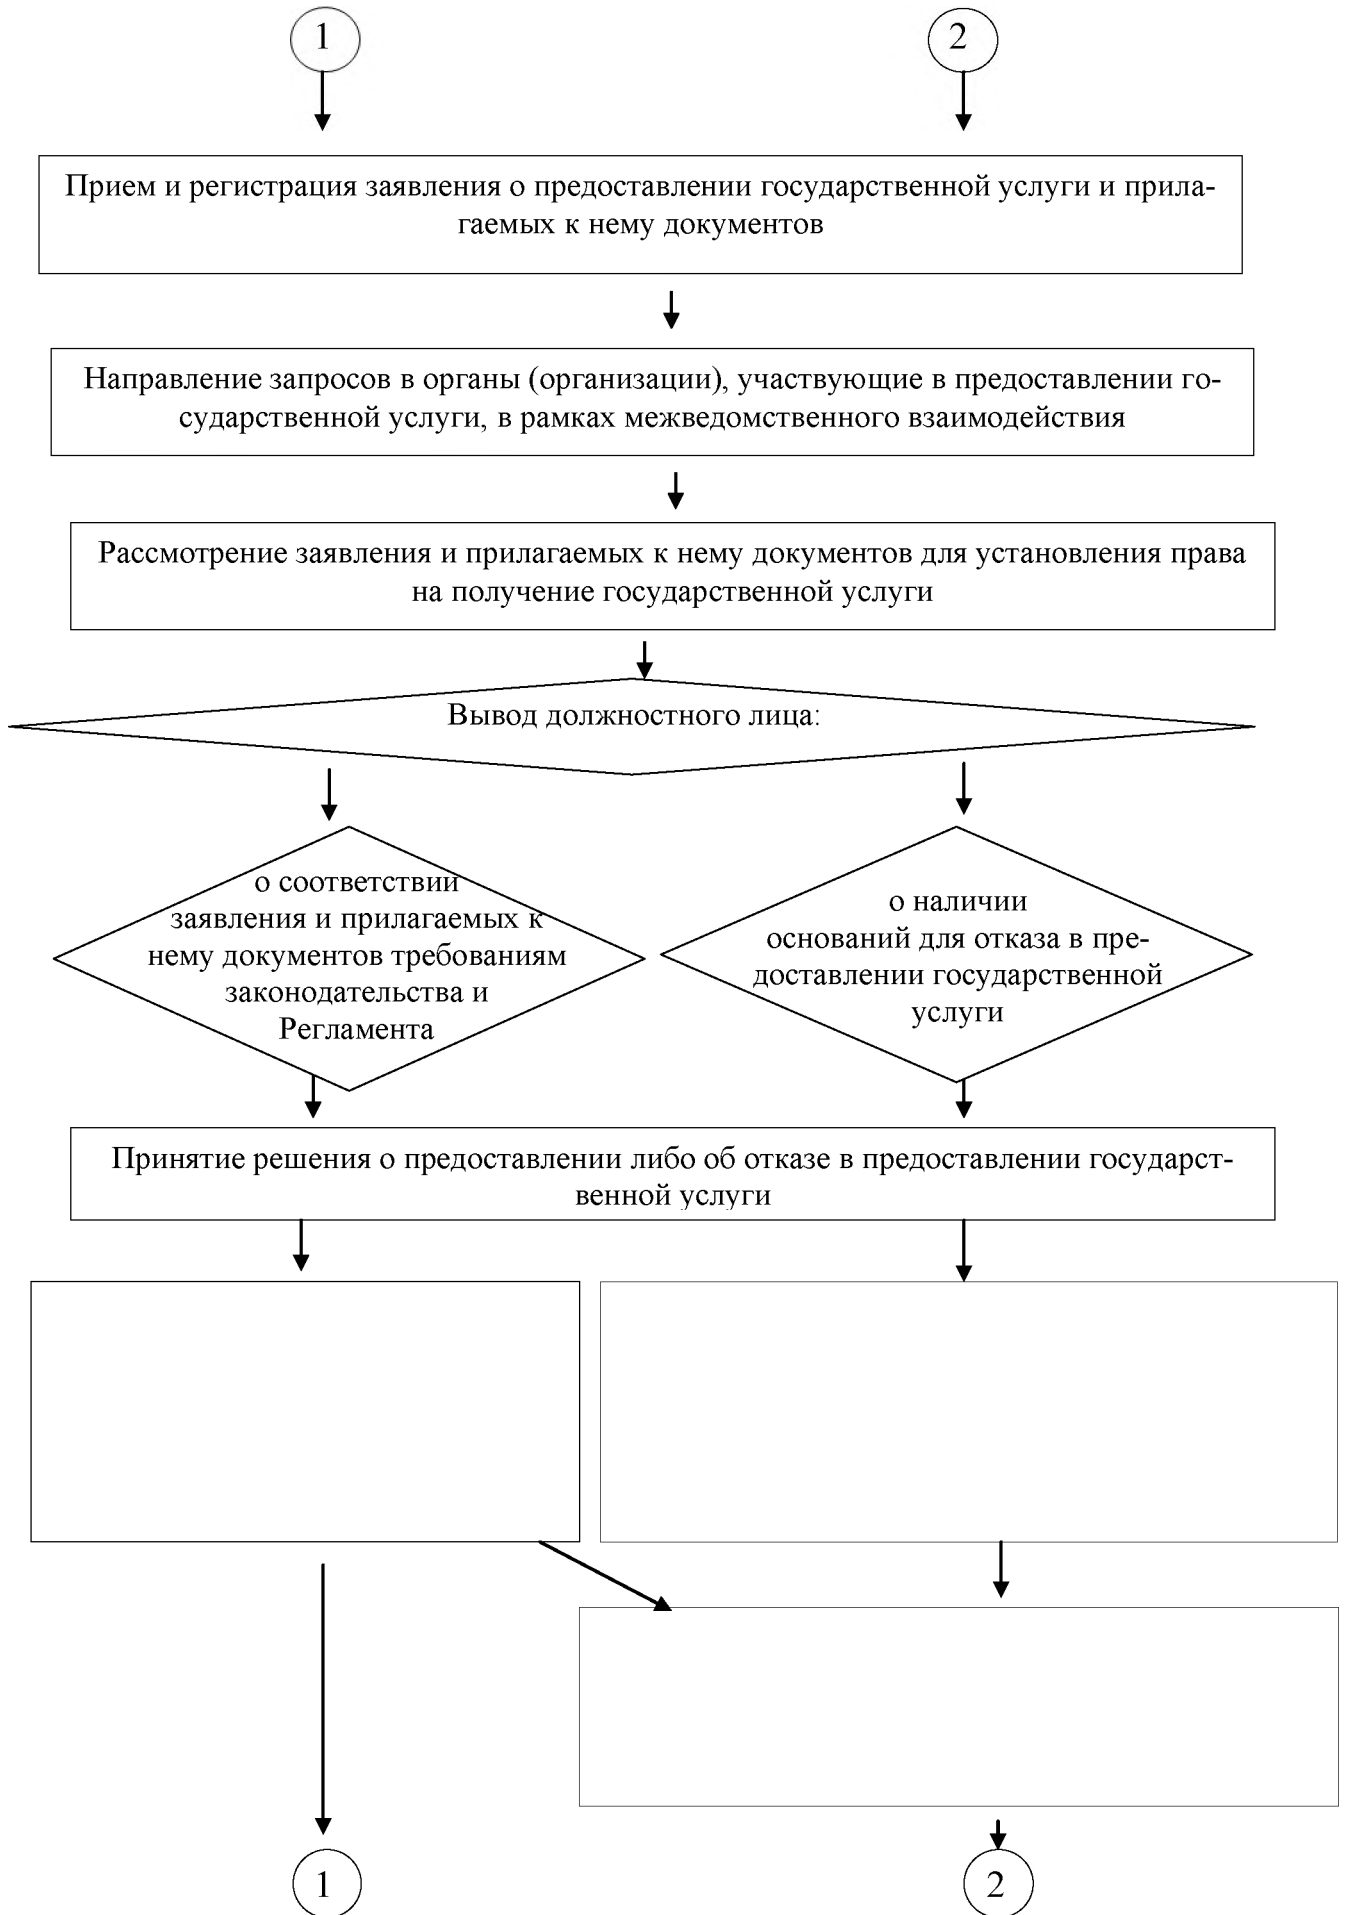 1
2
Прием и регистрация заявления о предоставлении государственной услуги и прила-
гаемых к нему документов
Направление запросов в органы (организации), участвующие в предоставлении го-
сударственной услуги, в рамках межведомственного взаимодействия
Рассмотрение заявления и прилагаемых к нему документов для установления права
на получение государственной услуги
Вывод должностного лица:
о соответствии
заявления и прилагаемых к
нему документов требованиям
законодательства и
Регламента
о наличии
оснований для отказа в пре-
доставлении государственной
услуги
Принятие решения о предоставлении либо об отказе в предоставлении государст-
венной услуги
1
2